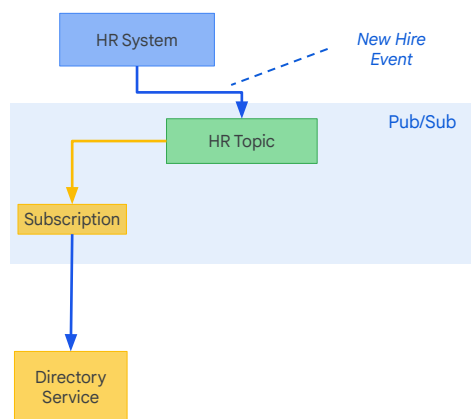 HR System
New Hire
Event
Pub/Sub
HR Topic
Subscription
Directory
Service